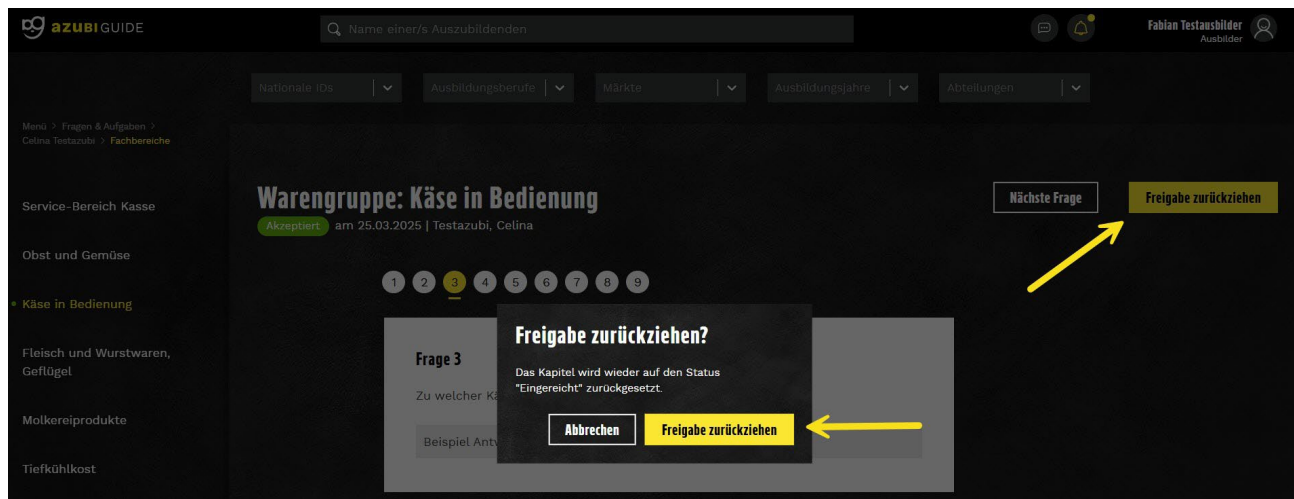 azubiGUIDE
Name einer/s Auszubildenden
Fabian Testausbilder
Ausbilder
Nationale IDs
Ausbildungsberufe
Märkte
Ausbildungsjahre
Abteilungen
Menü > Fragen & Aufgaben >
Celina Testazubi > Fachbereiche
Service-Bereich Kasse
Obst und Gemüse
Käse in Bedienung
Fleisch und Wurstwaren,
Geflügel
Molkereiprodukte
Tiefkühlkost
Warengruppe: Käse in Bedienung
Akzeptiert am 25.03.2025 | Testazubi, Celina
Nächste Frage
Freigabe zurückziehen
1 2 3 4 5 6 7 8 9
Frage 3
Zu welcher
Beispiel
Freigabe zurückziehen?
Das Kapitel wird wieder auf den Status
"Eingereicht" zurückgesetzt.
Abbrechen
Freigabe zurückziehen